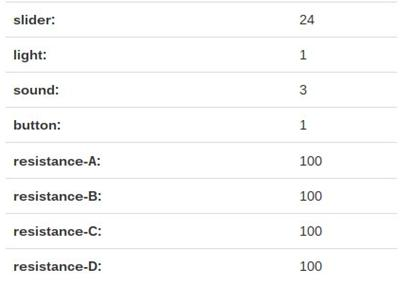 slider: 24
light: 1
sound: 3
button: 1
resistance-A: 100
resistance-B: 100
resistance-C: 100
resistance-D: 100